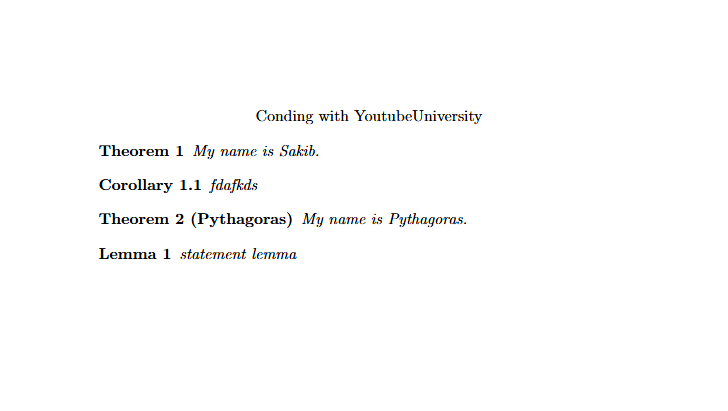 Conding with YoutubeUniversity
Theorem 1 My name is Sakib.
Corollary 1.1 fdafkds
Theorem 2 (Pythagoras) My name is Pythagoras.
Lemma 1 statement lemma